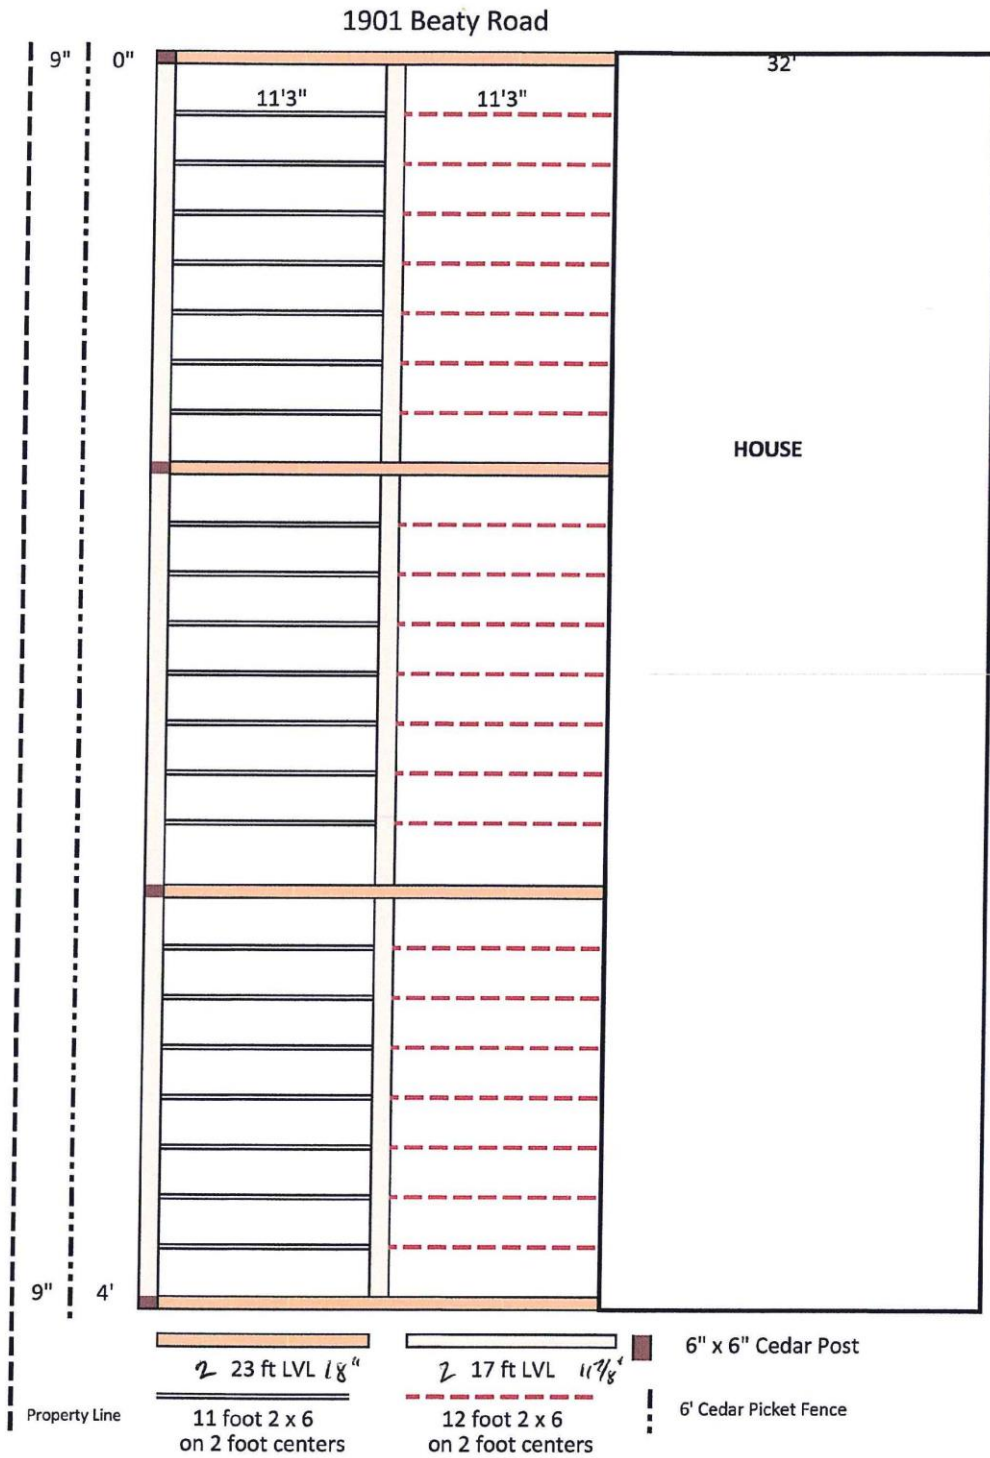 1901 Beaty Road
9" 0" 32'
11'3" 11'3"
HOUSE
9" 4'
6" x 6" Cedar Post
2 23 ft LVL 18" 2 17 ft LVL 11 7/8"
Property Line
11 foot 2 x 6
on 2 foot centers
12 foot 2 x 6
on 2 foot centers
6' Cedar Picket Fence